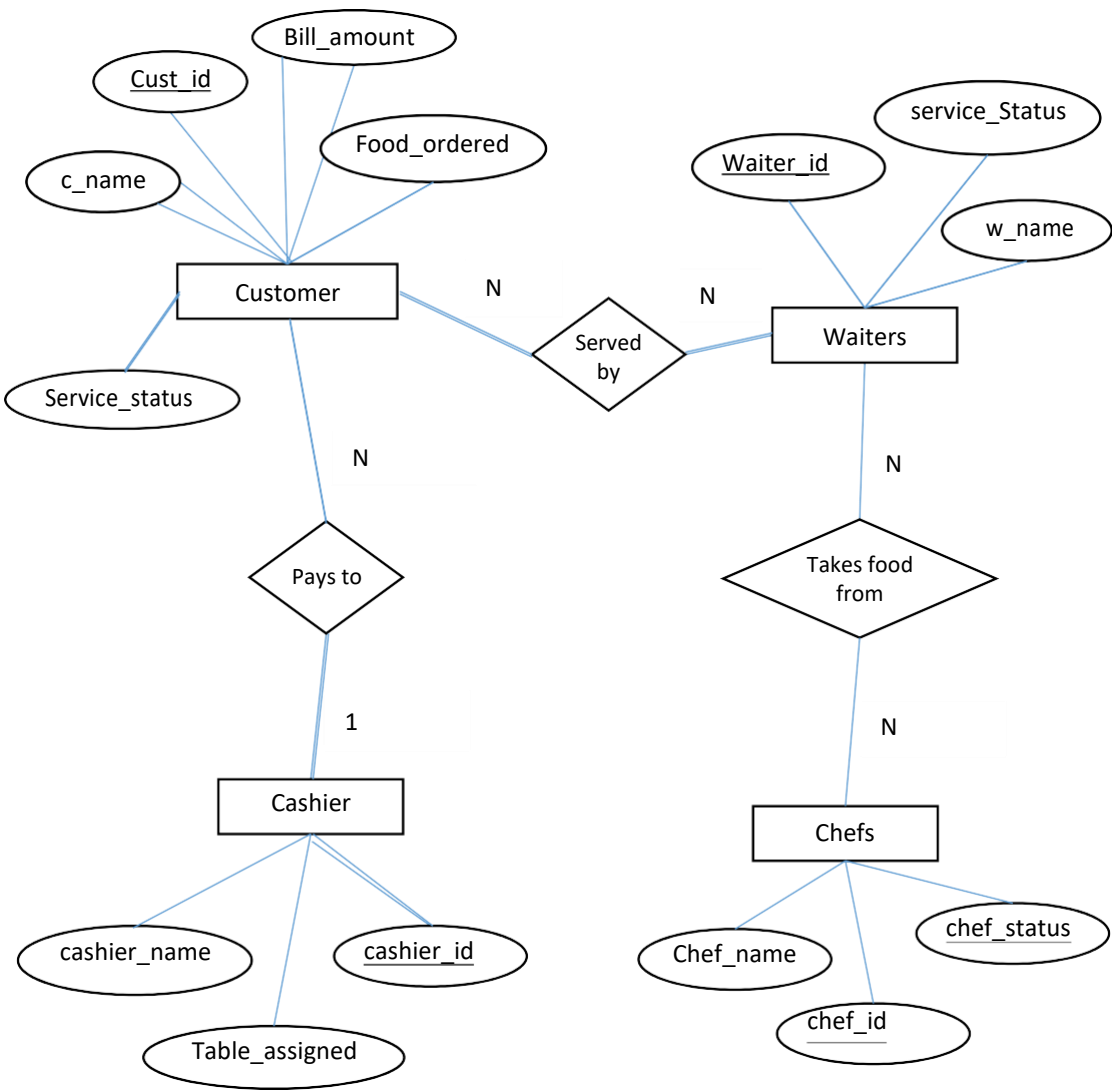 Bill_amount
Cust_id
service_Status
Food_ordered
Waiter_id
c_name
w_name
Customer
N
N
Served
by
Waiters
Service_status
N
N
Pays to
Takes food
from
1
N
Cashier
Chefs
chef_status
cashier_name
cashier_id
Chef_name
chef_id
Table_assigned